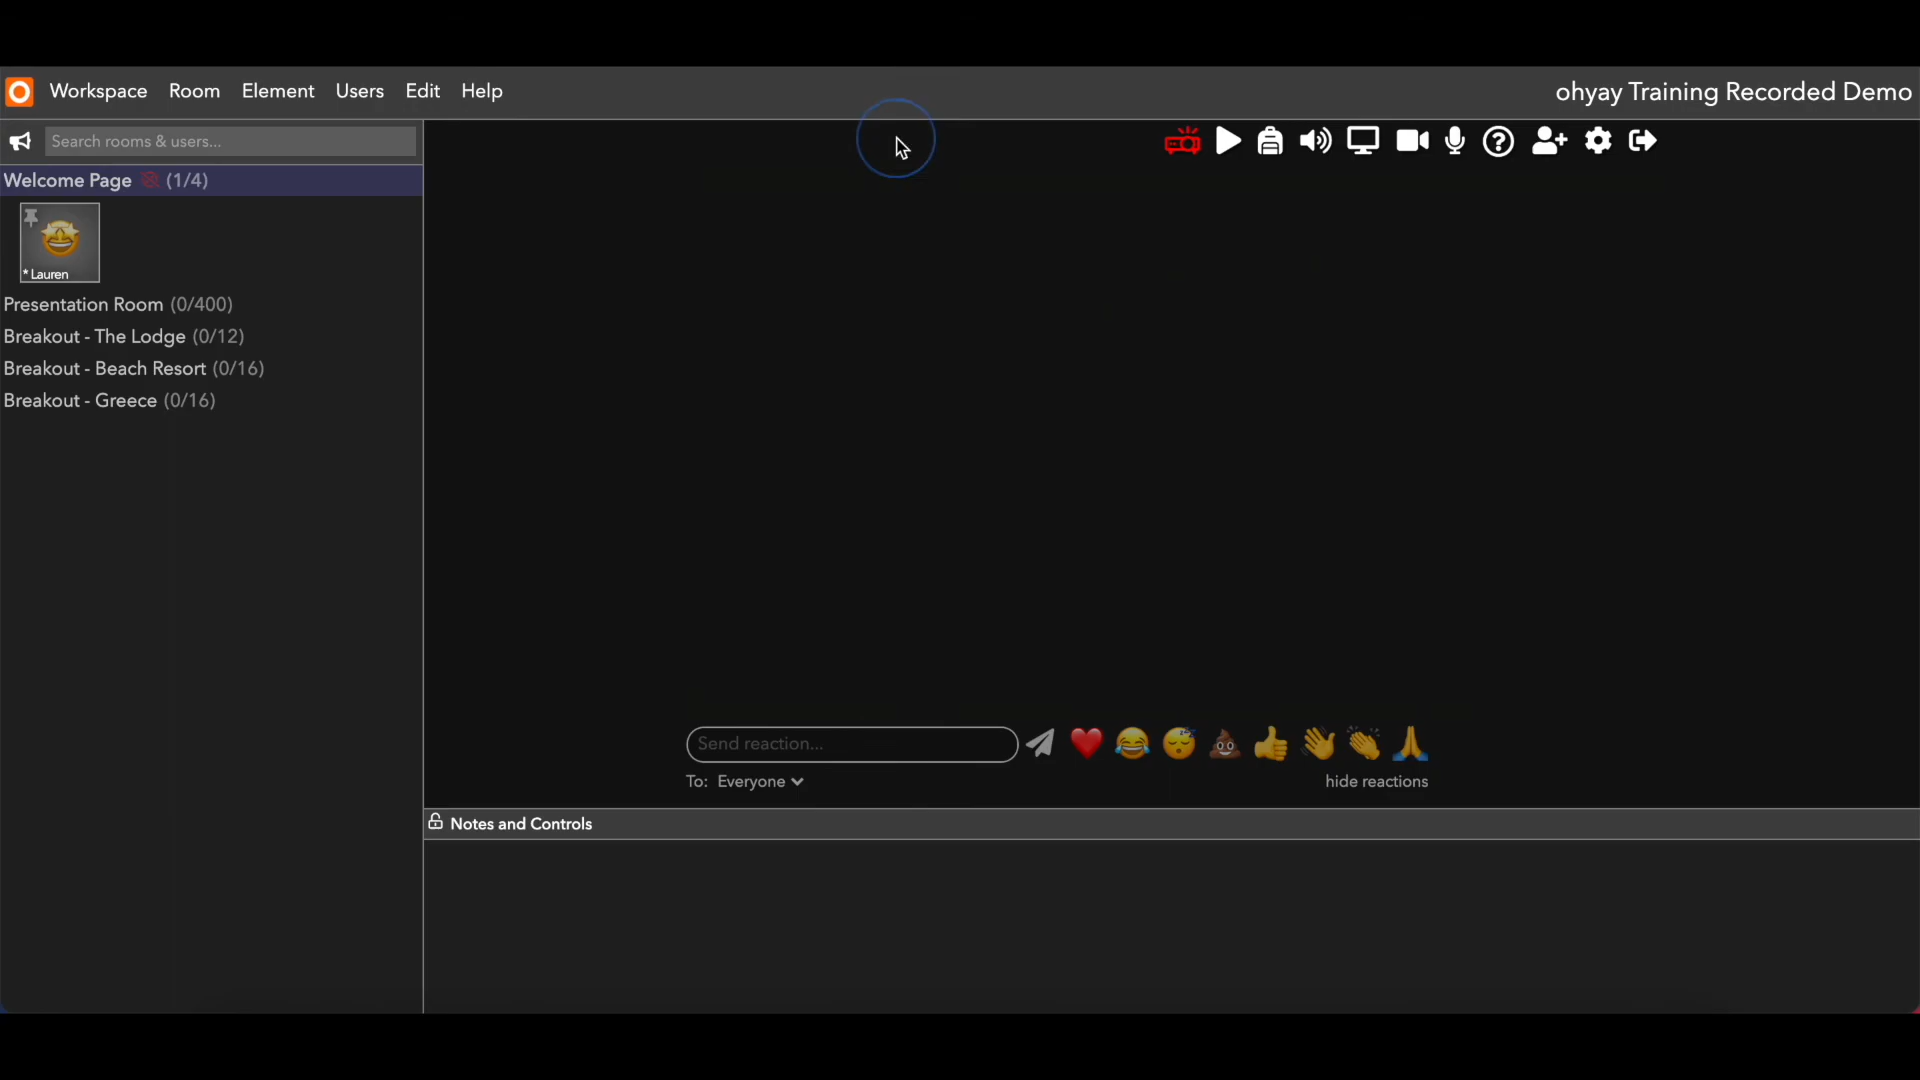 Workspace Room Element Users Edit Help
ohyay Training Recorded Demo
Search rooms & users...
Welcome Page (1/4)
* Lauren
Presentation Room (0/400)
Breakout - The Lodge (0/12)
Breakout - Beach Resort (0/16)
Breakout - Greece (0/16)
Send reaction...
To: Everyone
hide reactions
Notes and Controls